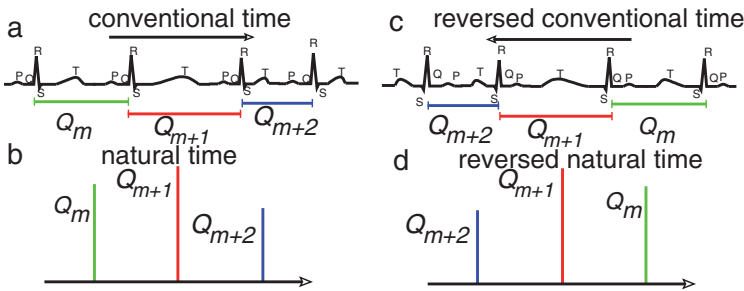 a
conventional time
R R R R
P Q S T P Q T P Q S T P Q S T
Q_m
Q_{m+1}
Q_{m+2}
b
natural time
Q_m
Q_{m+1}
Q_{m+2}
c
reversed conventional time
R R R R
T S Q P T S Q P T S Q P T S Q P
Q_{m+2}
Q_{m+1}
Q_m
d
reversed natural time
Q_{m+2}
Q_{m+1}
Q_m